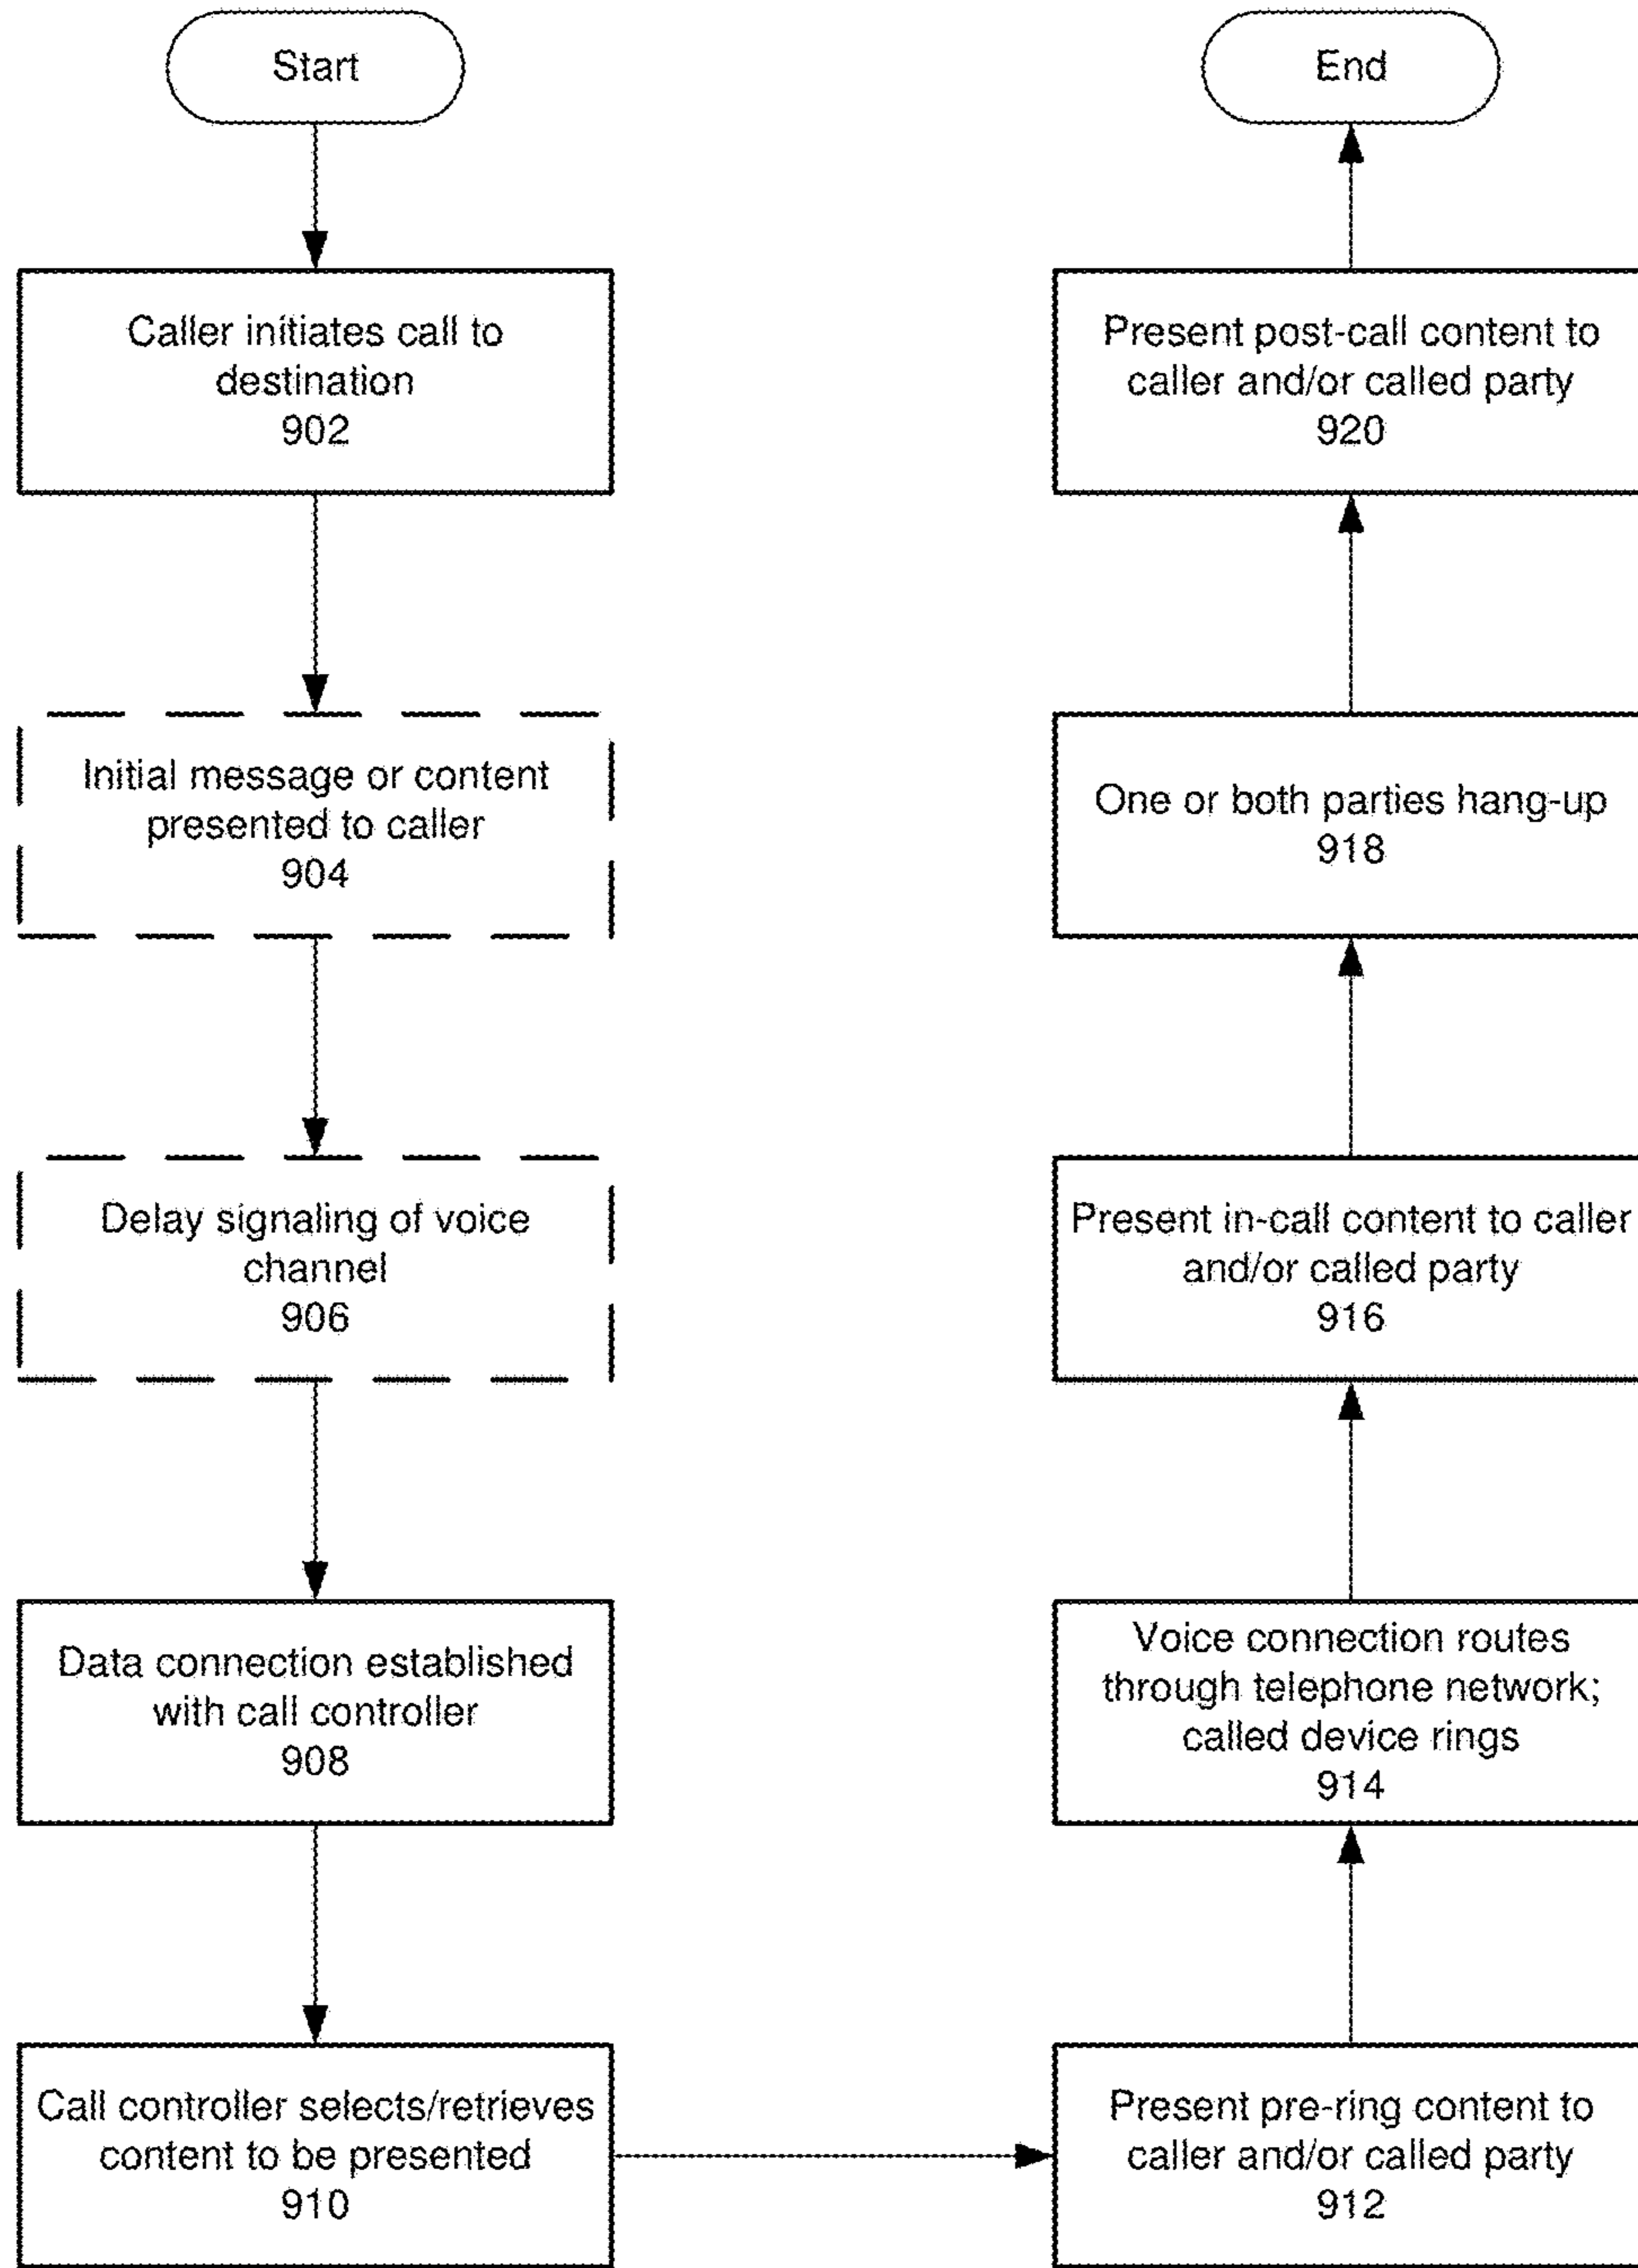 Start
Caller initiates call to
destination
902
Initial message or content
presented to caller
904
Delay signaling of voice
channel
906
Data connection established
with call controller
908
Call controller selects/retrieves
content to be presented
910
Present pre-ring content to
caller and/or called party
912
Voice connection routes
through telephone network;
called device rings
914
Present in-call content to caller
and/or called party
916
One or both parties hang-up
918
Present post-call content to
caller and/or called party
920
End